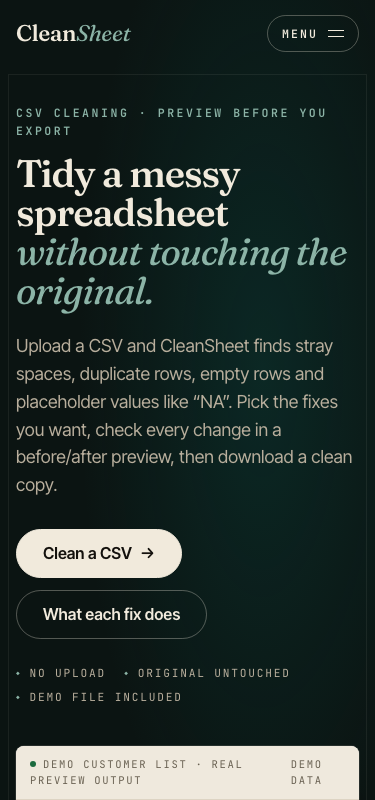 CleanSheet
MENU
CSV CLEANING · PREVIEW BEFORE YOU
EXPORT
Tidy a messy
spreadsheet
without touching the
original.
Upload a CSV and CleanSheet finds stray
spaces, duplicate rows, empty rows and
placeholder values like “NA”. Pick the fixes
you want, check every change in a
before/after preview, then download a clean
copy.
Clean a CSV →
What each fix does
NO UPLOAD
ORIGINAL UNTOUCHED
DEMO FILE INCLUDED
DEMO CUSTOMER LIST · REAL
PREVIEW OUTPUT
DEMO
DATA